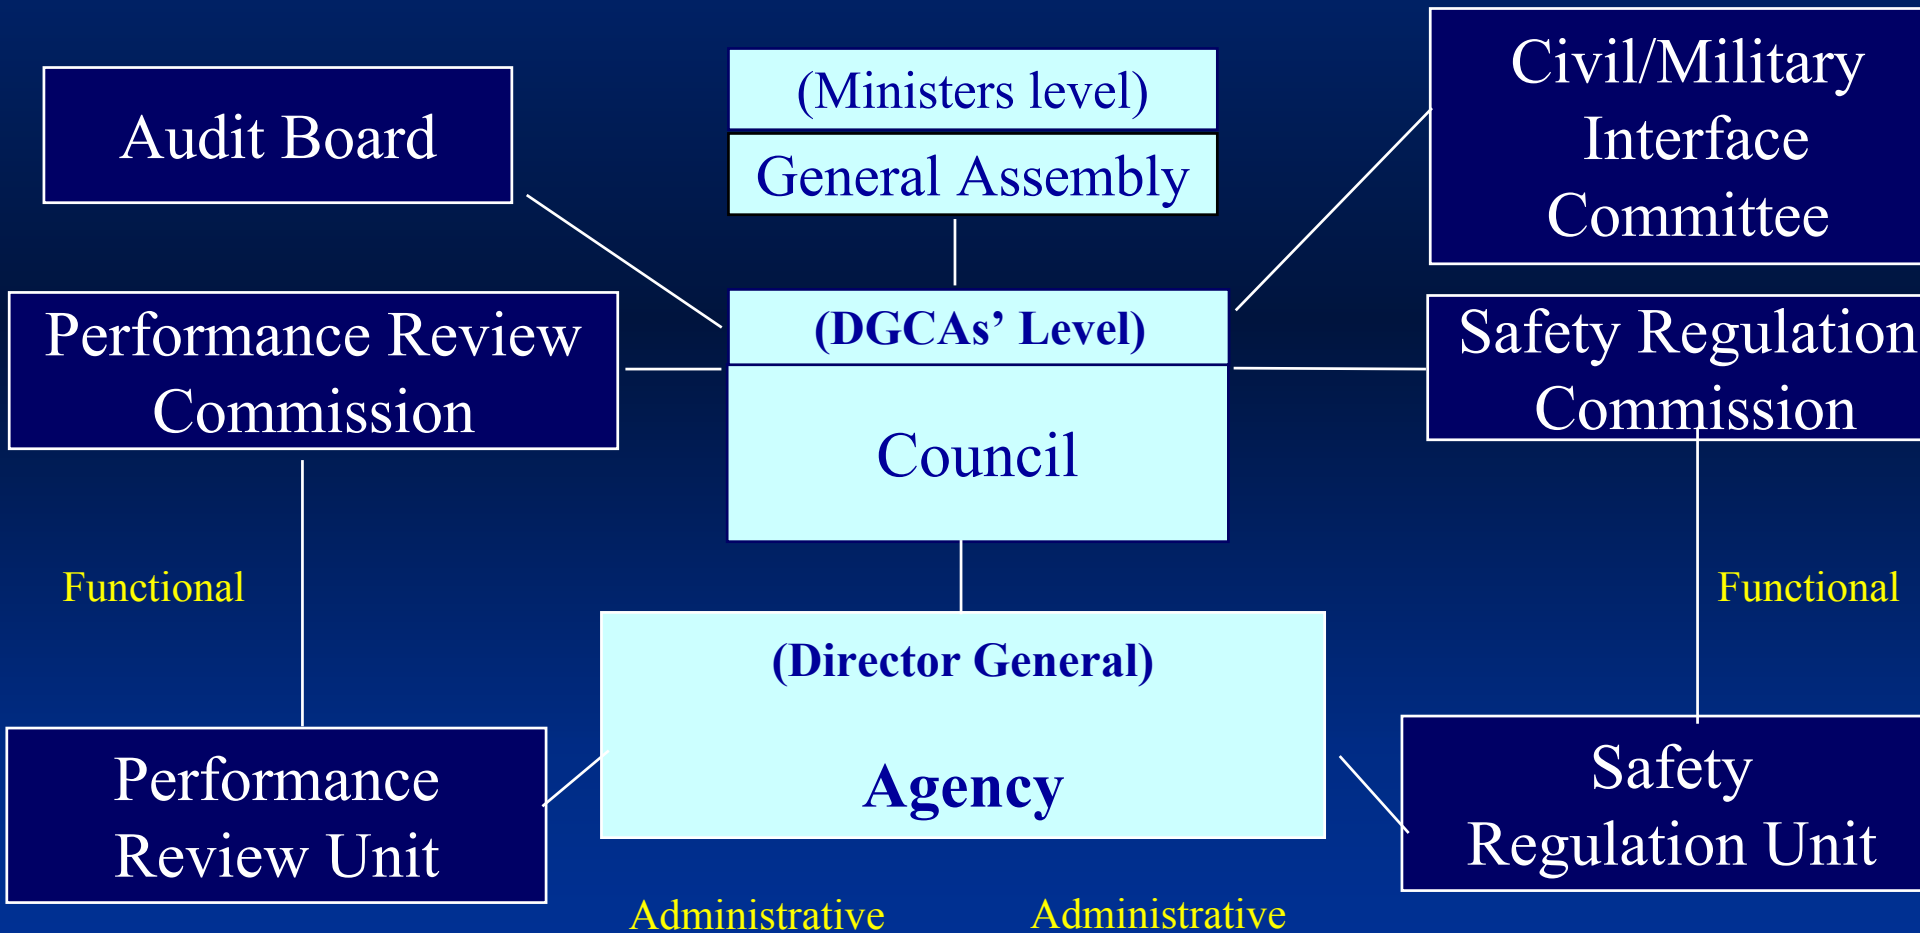 Audit Board
(Ministers level)
General Assembly
Civil/Military
Interface
Committee
Performance Review
Commission
(DGCAs’ Level)
Council
Safety Regulation
Commission
Functional
Functional
(Director General)
Agency
Performance
Review Unit
Safety
Regulation Unit
Administrative
Administrative